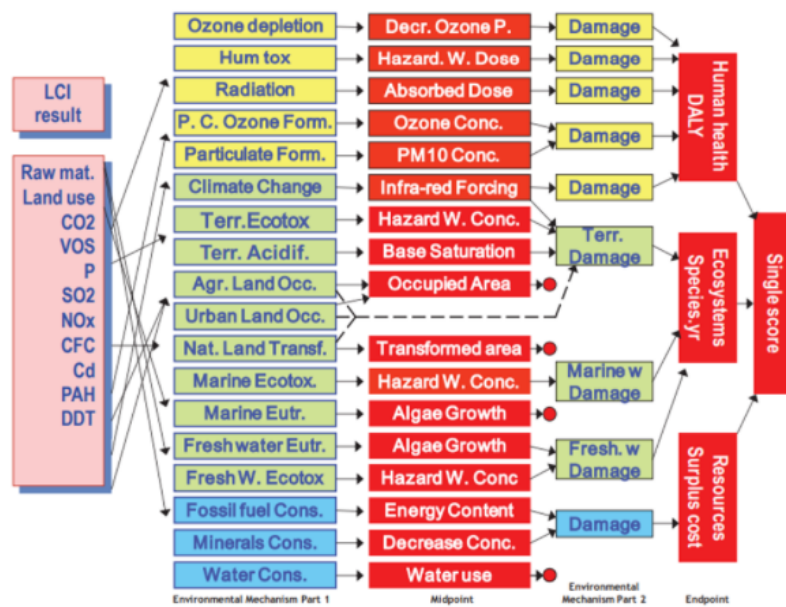 LCI
result
Raw mat.
Land use
CO2
VOS
P
SO2
NOx
CFC
Cd
PAH
DDT
Ozone depletion
Hum tox
Radiation
P. C. Ozone Form.
Particulate Form.
Climate Change
Terr.Ecotox
Terr. Acidif.
Agr. Land Occ.
Urban Land Occ.
Nat. Land Transf.
Marine Ecotox.
Marine Eutr.
Freshwater Eutr.
Fresh W. Ecotox
Fossil fuel Cons.
Minerals Cons.
Water Cons.
Environmental Mechanism Part 1
Decr. Ozone P.
Hazard. W. Dose
Absorbed Dose
Ozone Conc.
PM10 Conc.
Infra-red Forcing
Hazard W. Conc.
Base Saturation
Occupied Area
Transformed area
Hazard W. Conc.
Algae Growth
Algae Growth
Hazard W. Conc
Energy Content
Decrease Conc.
Water use
Midpoint
Damage
Damage
Damage
Damage
Damage
Terr.
Damage
Marine w
Damage
Fresh. w
Damage
Damage
Environmental
Mechanism Part 2
Human health
DALY
Ecosystems
Species.yr
Resources
Surplus cost
Endpoint
Single score